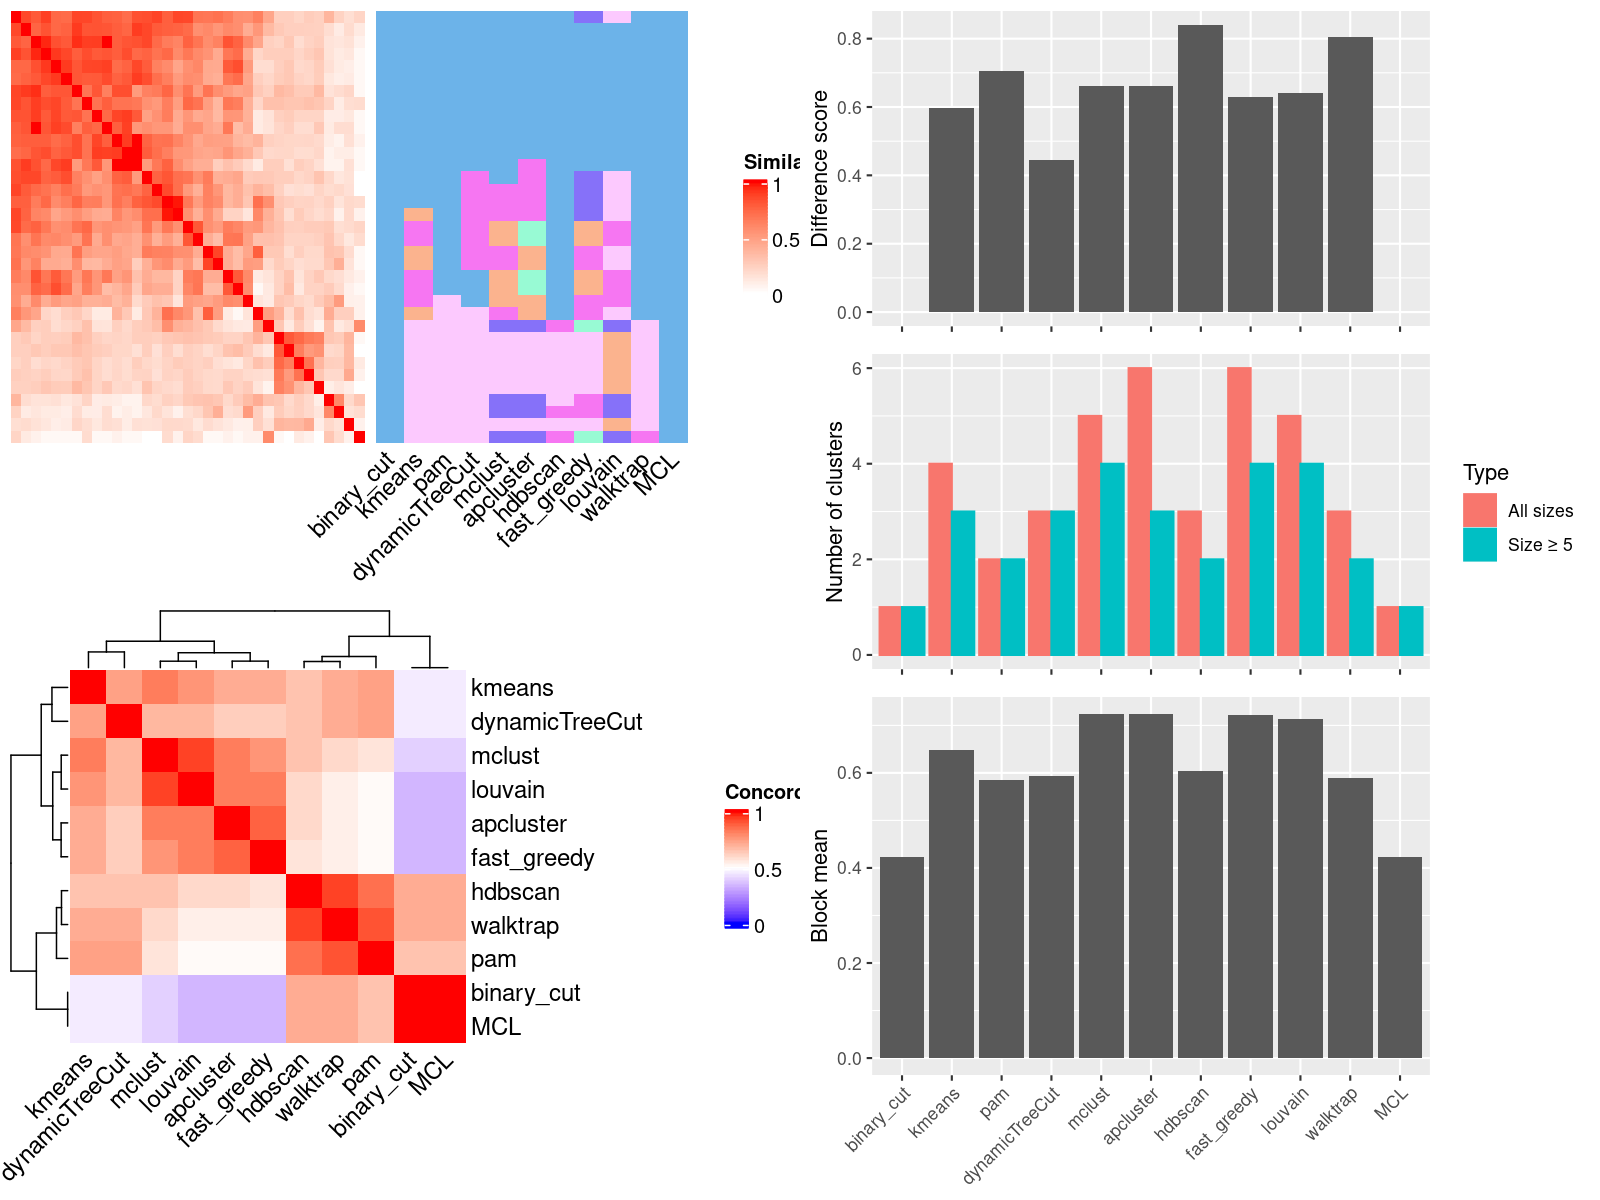 Simila
1
0.5
0
binary_cut
kmeans
pam
dynamicTreeCut
mclust
apcluster
hdbscan
fast_greedy
louvain
walktrap
MCL
kmeans
dynamicTreeCut
mclust
louvain
apcluster
fast_greedy
hdbscan
walktrap
pam
binary_cut
MCL
kmeans
dynamicTreeCut
mclust
louvain
apcluster
fast_greedy
hdbscan
walktrap
pam
binary_cut
MCL
Concord
1
0.5
0
Difference score
0.8
0.6
0.4
0.2
0.0
Number of clusters
6
4
2
0
Type
All sizes
Size ≥ 5
Block mean
0.6
0.4
0.2
0.0
binary_cut
kmeans
pam
dynamicTreeCut
mclust
apcluster
hdbscan
fast_greedy
louvain
walktrap
MCL